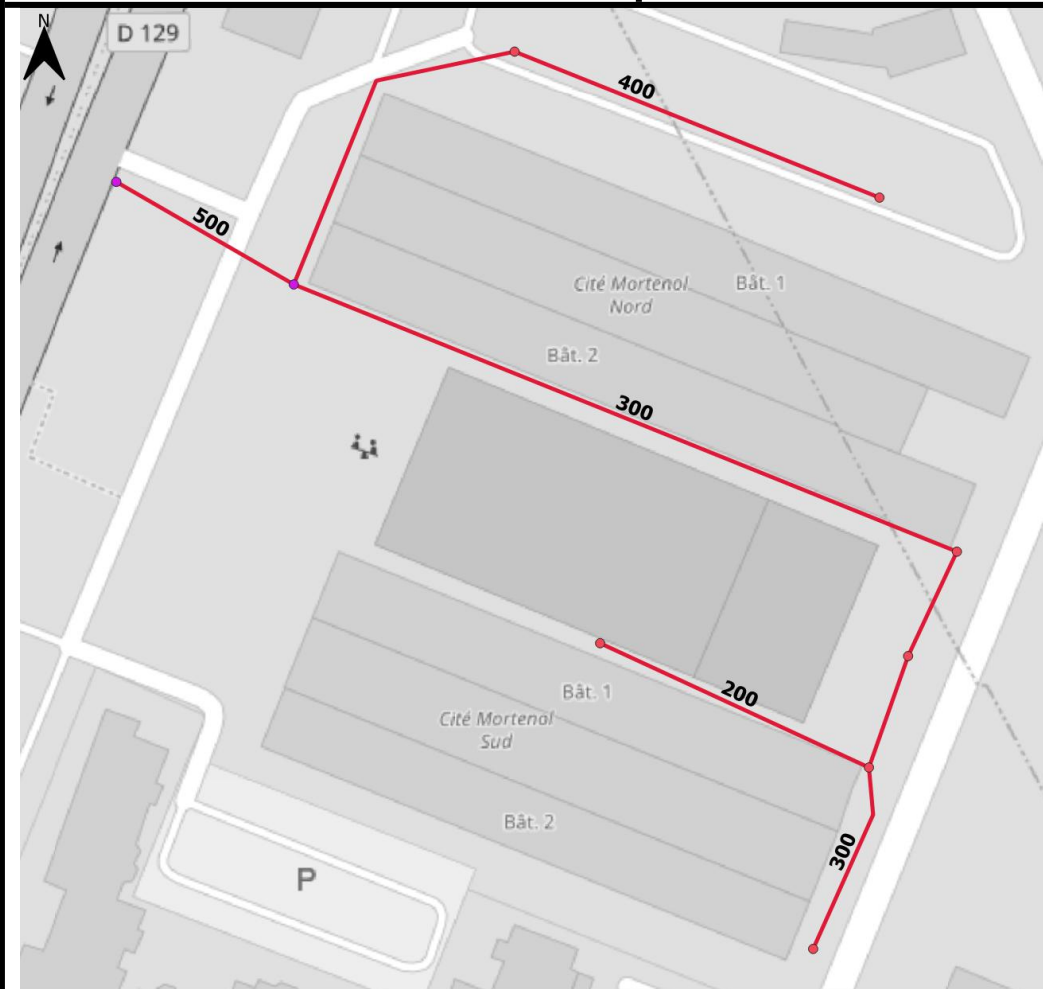 N
D 129
400
500
Cité Mortenol
Nord
Bât. 1
Bât. 2
300
200
Bât. 1
Cité Mortenol
Sud
Bât. 2
300
P